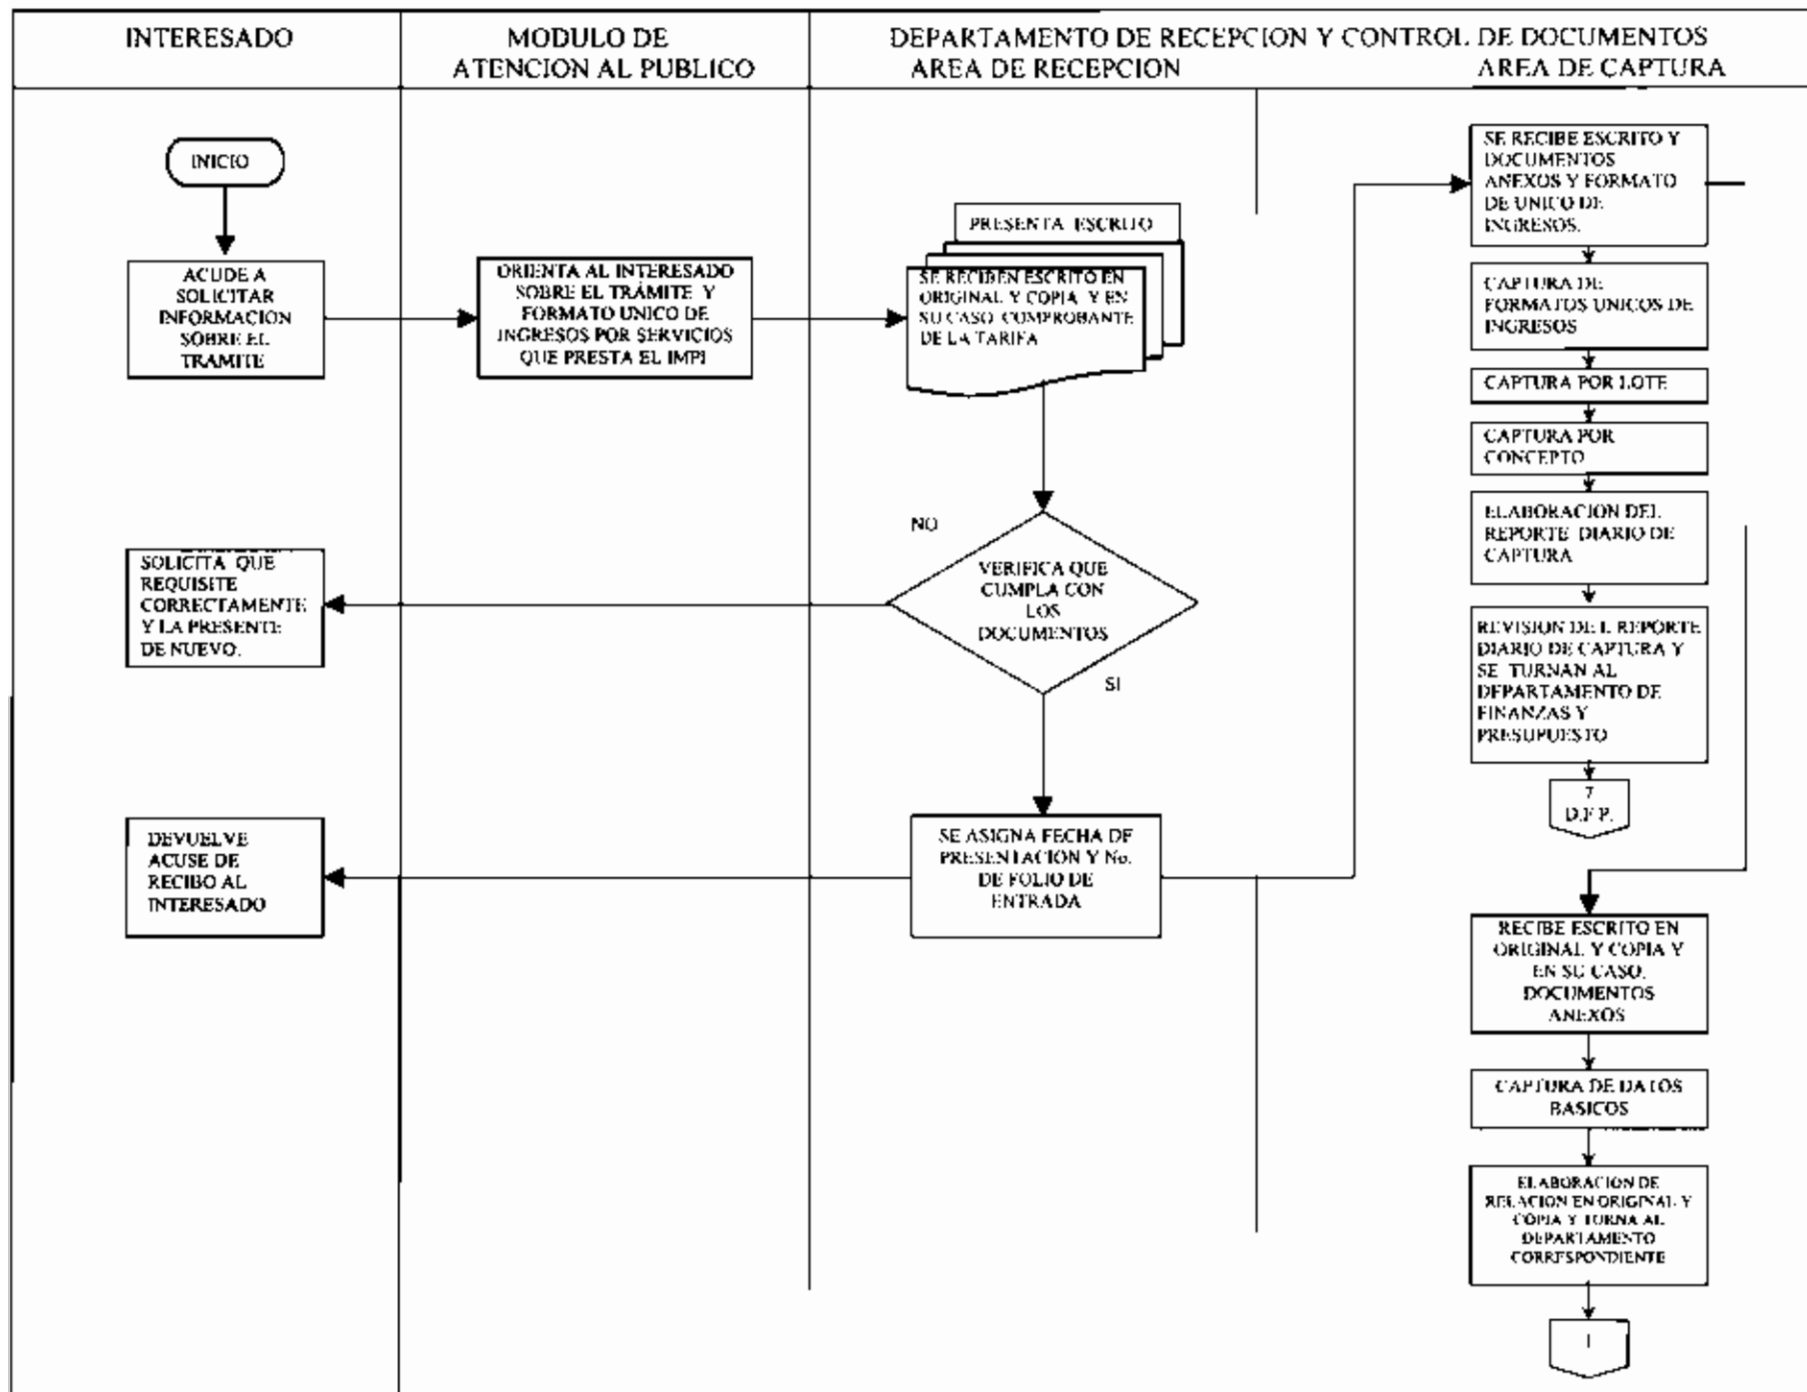 INTERESADO
MODULO DE
ATENCION AL PUBLICO
DEPARTAMENTO DE RECEPCION Y CONTROL DE DOCUMENTOS
AREA DE RECEPCION
AREA DE CAPTURA
INICIO
ACUDE A
SOLICITAR
INFORMACION
SOBRE EL
TRAMITE
ORIENTA AL INTERESADO
SOBRE EL TRÁMITE Y
FORMATO UNICO DE
INGRESOS POR SERVICIOS
QUE PRESTA EL IMPI
PRESENTA ESCRITO
SE RECIBEN ESCRITO EN
ORIGINAL Y COPIA Y EN
SU CASO COMPROBANTE
DE LA TARIFA
NO
VERIFICA QUE
CUMPLA CON
LOS
DOCUMENTOS
SI
SOLICITA QUE
REQUISITE
CORRECTAMENTE
Y LA PRESENTE
DE NUEVO.
SE ASIGNA FECHA DE
PRESENTACION Y No.
DE FOLIO DE
ENTRADA
DEVUELVE
ACUSE DE
RECIBO AL
INTERESADO
SE RECIBE ESCRITO Y
DOCUMENTOS
ANEXOS Y FORMATO
DE UNICO DE
INGRESOS.
CAPTURA DE
FORMATOS UNICOS DE
INGRESOS
CAPTURA POR LOTE
CAPTURA POR
CONCEPTO
ELABORACION DEL
REPORTE DIARIO DE
CAPTURA
REVISION DE L REPORTE
DIARIO DE CAPTURA Y
SE TURNAN AL
DEPARTAMENTO DE
FINANZAS Y
PRESUPUESTO
7
D.F.P.
RECIBE ESCRITO EN
ORIGINAL Y COPIA Y
EN SU CASO,
DOCUMENTOS
ANEXOS
CAPTURA DE DATOS
BASICOS
ELABORACION DE
RELACION EN ORIGINAL Y
COPIA Y TURNA AL
DEPARTAMENTO
CORRESPONDIENTE
1